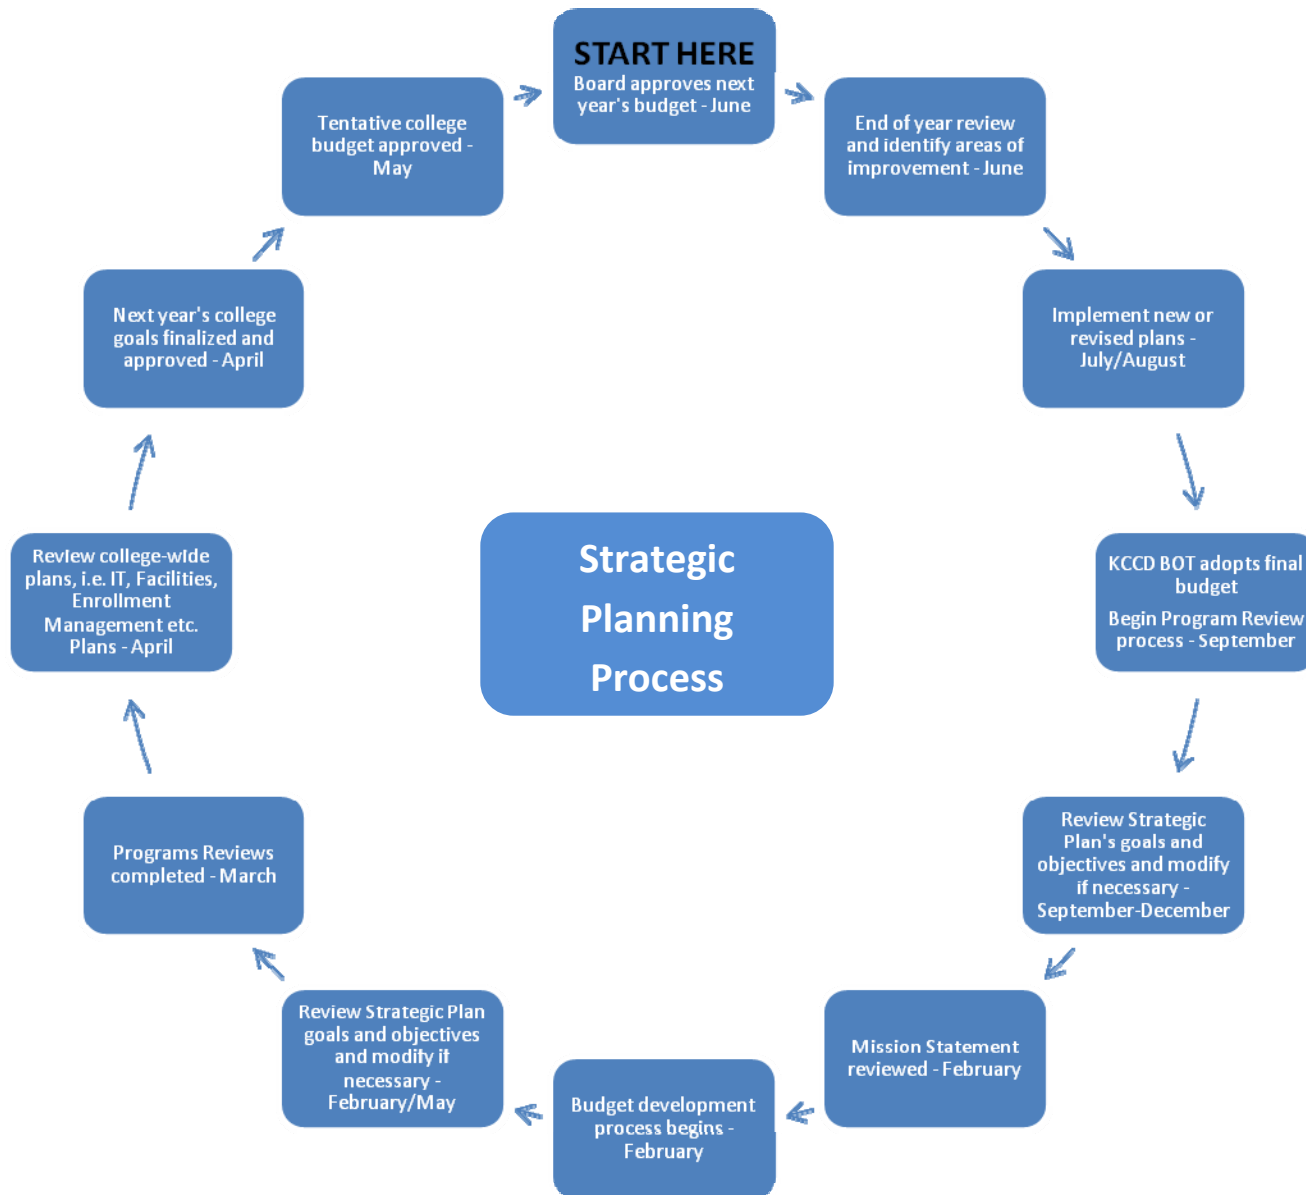 START HERE
Board approves next
year's budget - June
End of year review
and identify areas of
improvement - June
Implement new or
revised plans -
July/August
KCCD BOT adopts final
budget
Begin Program Review
process - September
Review Strategic
Plan's goals and
objectives and modify
if necessary -
September-December
Mission Statement
reviewed - February
Budget development
process begins -
February
Review Strategic Plan
goals and objectives
and modify if
necessary -
February/May
Programs Reviews
completed - March
Review college-wide
plans, i.e. IT, Facilities,
Enrollment
Management etc.
Plans - April
Next year's college
goals finalized and
approved - April
Tentative college
budget approved -
May
Strategic
Planning
Process